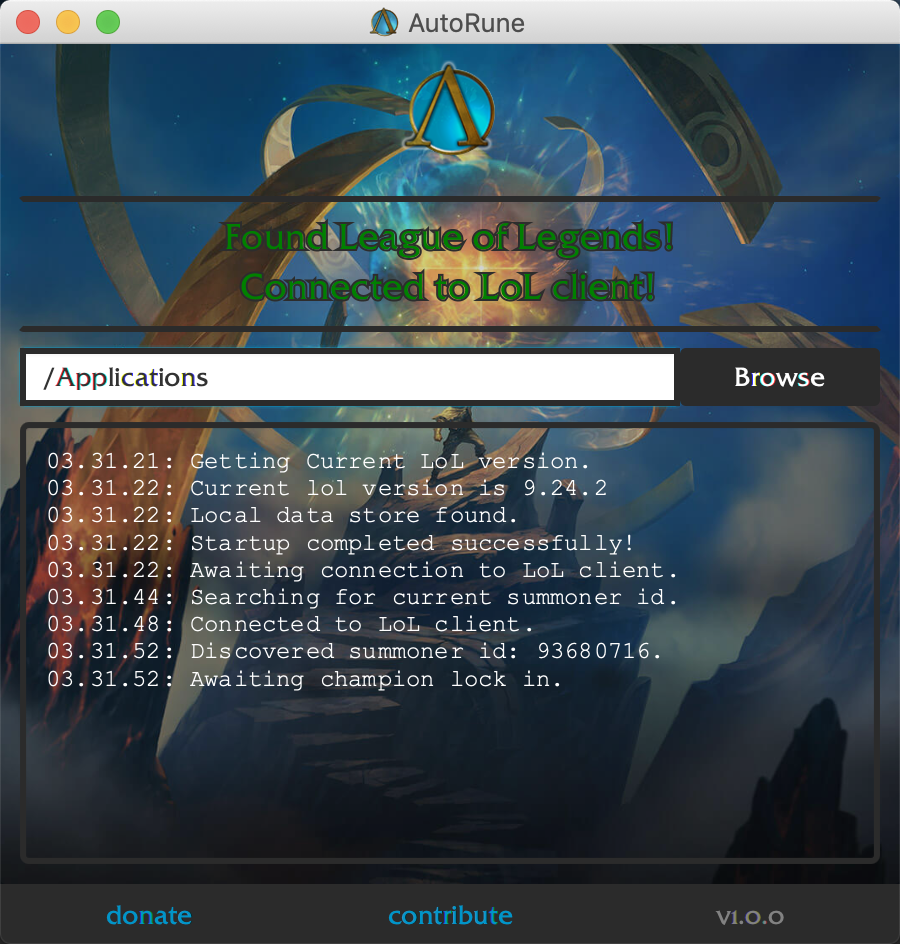 AutoRune
Found League of Legends!
Connected to LoL client!
/Applications
Browse
03.31.21: Getting Current LoL version.
03.31.22: Current lol version is 9.24.2
03.31.22: Local data store found.
03.31.22: Startup completed successfully!
03.31.22: Awaiting connection to LoL client.
03.31.44: Searching for current summoner id.
03.31.48: Connected to LoL client.
03.31.52: Discovered summoner id: 93680716.
03.31.52: Awaiting champion lock in.
donate
contribute
v1.0.0